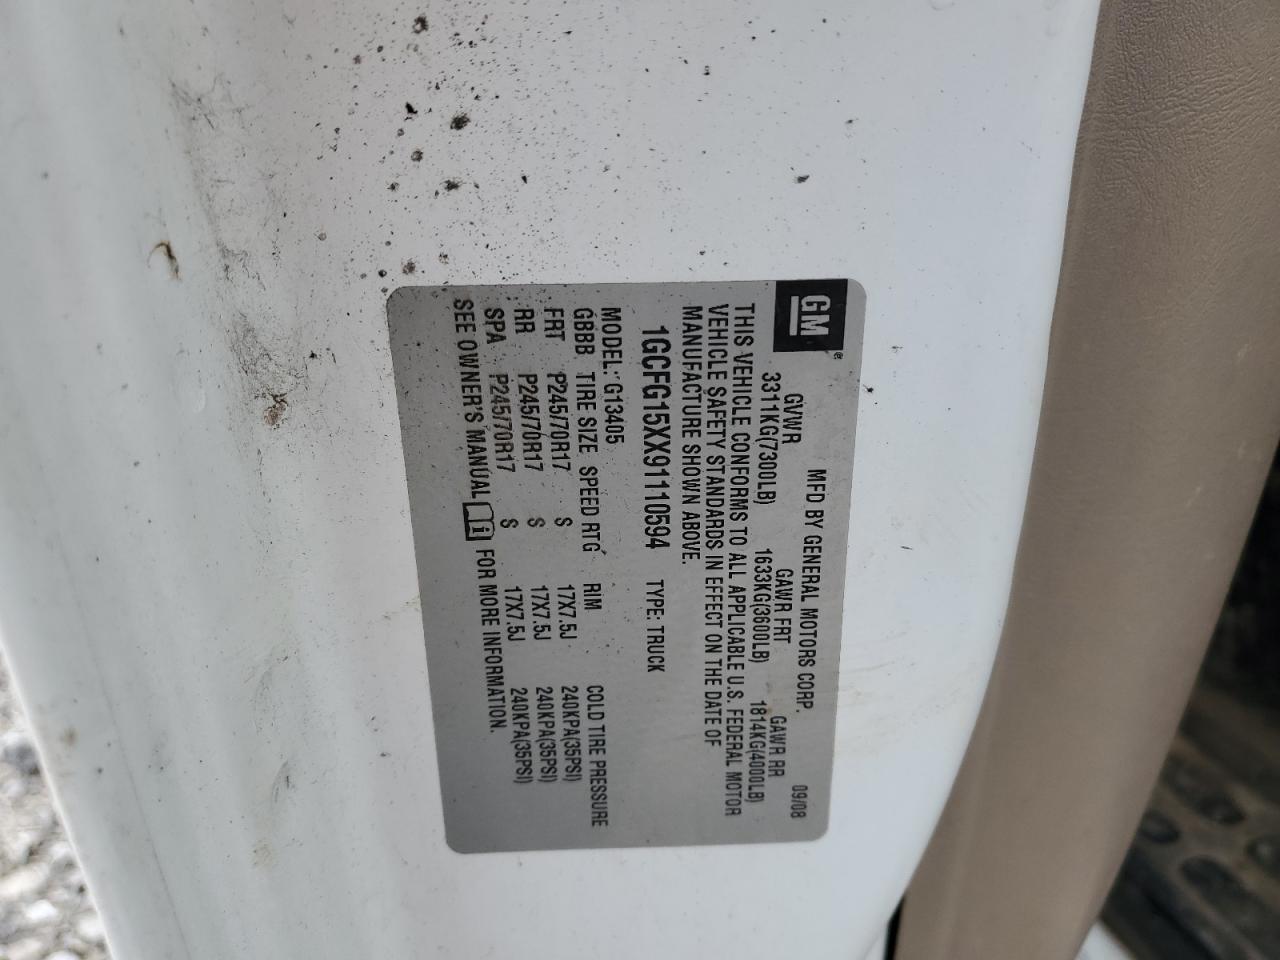 GM
MFD BY GENERAL MOTORS CORP. 09/08
GVWR GAWR FRT GAWR RR
3311KG(7300LB) 1633KG(3600LB) 1814KG(4000LB)
THIS VEHICLE CONFORMS TO ALL APPLICABLE U.S. FEDERAL MOTOR
VEHICLE SAFETY STANDARDS IN EFFECT ON THE DATE OF
MANUFACTURE SHOWN ABOVE.
1GCFG15XX91110594 TYPE: TRUCK
MODEL: G13405
GBBB TIRE SIZE SPEED RTG RIM COLD TIRE PRESSURE
FRT P245/70R17 S 17X7.5J 240KPA(35PSI)
RR P245/70R17 S 17X7.5J 240KPA(35PSI)
SPA P245/70R17 S 17X7.5J 240KPA(35PSI)
SEE OWNER'S MANUAL i FOR MORE INFORMATION.